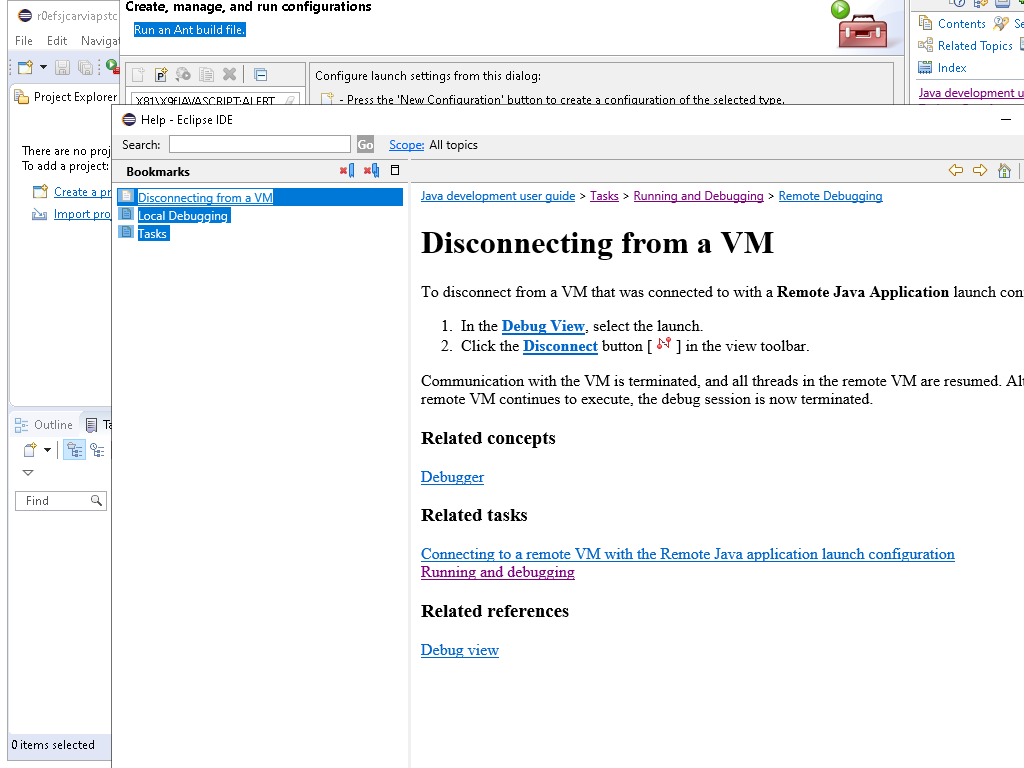 r0efsjcarviapstc
File Edit Naviga
Project Explorer
There are no proj
To add a project:
Create a pr
Import pro
Outline Ta
Find
0 items selected
Create, manage, and run configurations
Run an Ant build file.
X81\X9fJAVASCRIPT:ALERT
Configure launch settings from this dialog:
- Press the 'New Configuration' button to create a configuration of the selected type.
Contents Se
Related Topics
Index
Java development u
Help - Eclipse IDE
Search: Go Scope: All topics
Bookmarks
Disconnecting from a VM
Local Debugging
Tasks
Java development user guide > Tasks > Running and Debugging > Remote Debugging
Disconnecting from a VM
To disconnect from a VM that was connected to with a Remote Java Application launch con
1. In the Debug View, select the launch.
2. Click the Disconnect button [ ] in the view toolbar.
Communication with the VM is terminated, and all threads in the remote VM are resumed. Alt
remote VM continues to execute, the debug session is now terminated.
Related concepts
Debugger
Related tasks
Connecting to a remote VM with the Remote Java application launch configuration
Running and debugging
Related references
Debug view